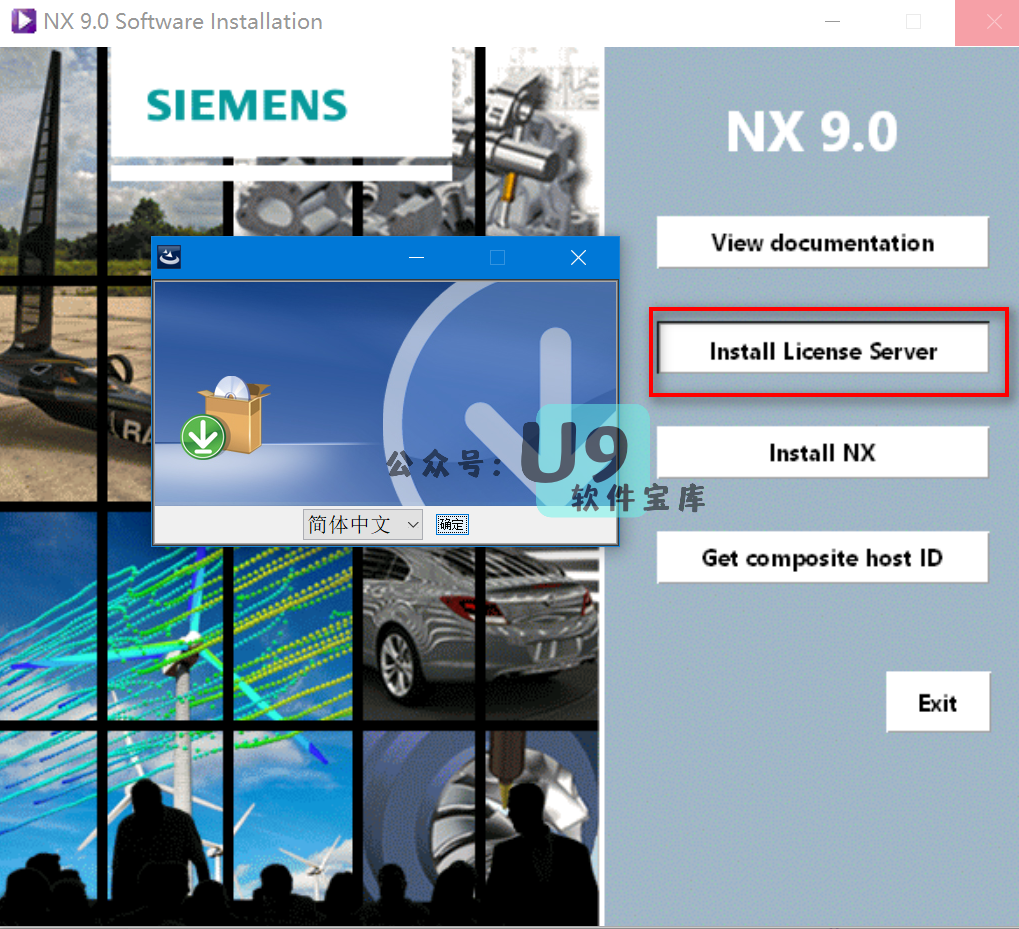 NX 9.0 Software Installation
SIEMENS
NX 9.0
View documentation
Install License Server
公众号：U9
软件宝库
简体中文
确定
Install NX
Get composite host ID
Exit
RA